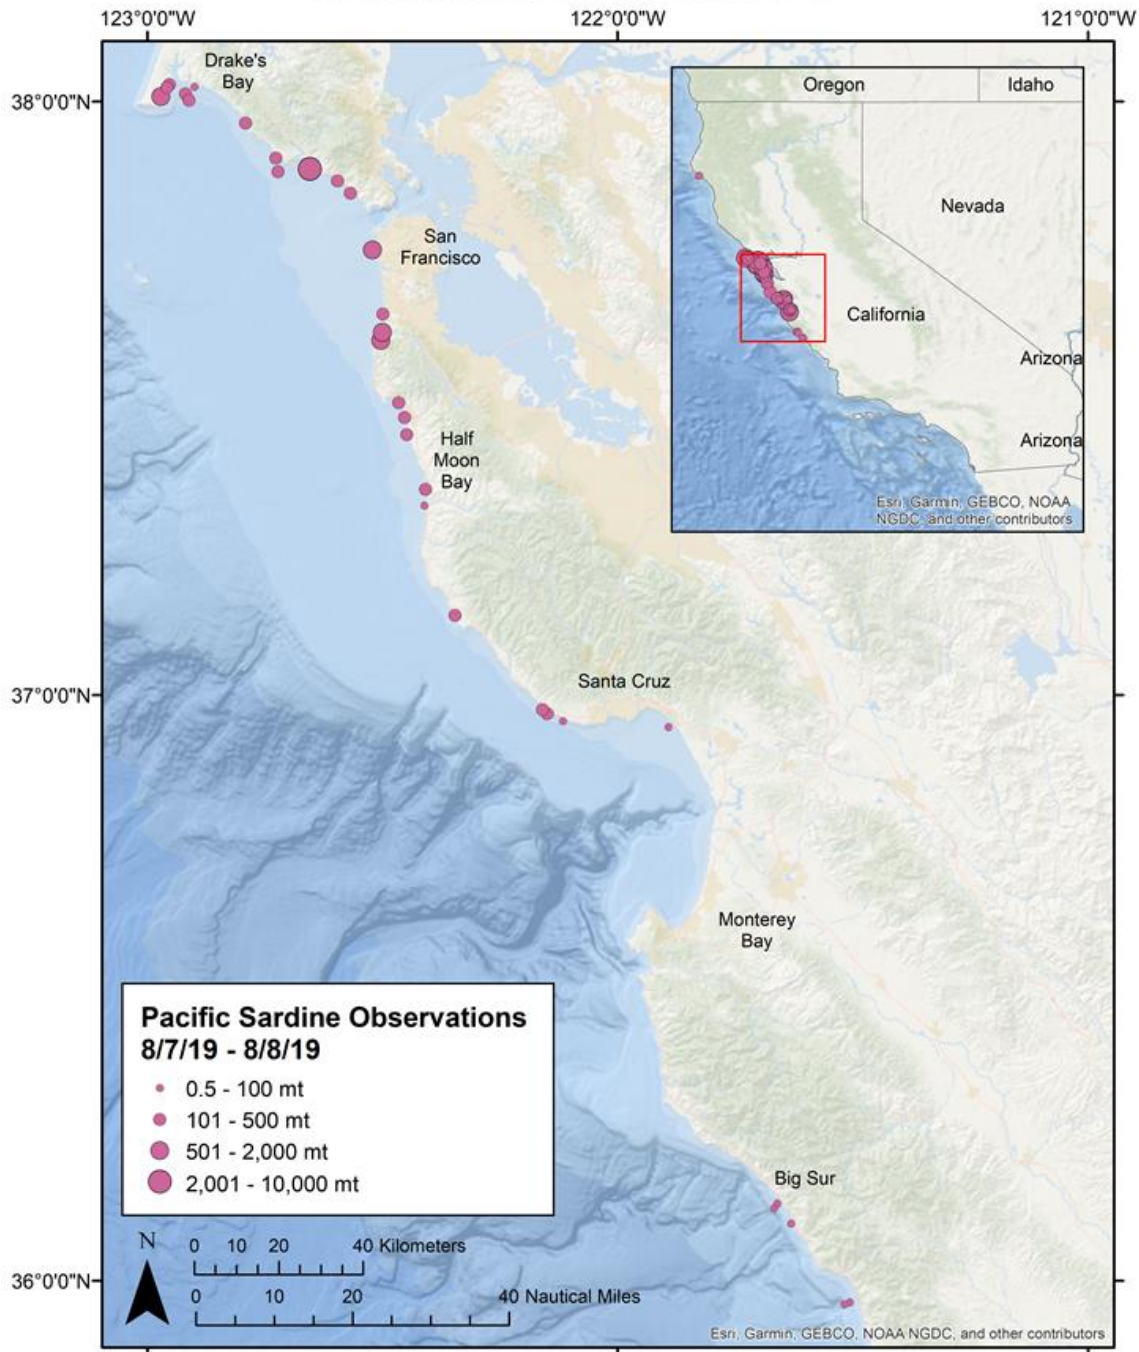 123°0'0"W 122°0'0"W 121°0'0"W
Drake's
Bay
38°0'0"N
Oregon Idaho
Nevada
San
Francisco
California
Arizona
Half
Moon
Bay
Arizona
Esri, Garmin, GEBCO, NOAA
NGDC, and other contributors
Santa Cruz
37°0'0"N
Monterey
Bay
Pacific Sardine Observations
8/7/19 - 8/8/19
0.5 - 100 mt
101 - 500 mt
501 - 2,000 mt
2,001 - 10,000 mt
Big Sur
N
0 10 20 40 Kilometers
0 10 20 40 Nautical Miles
36°0'0"N
Esri, Garmin, GEBCO, NOAA NGDC, and other contributors